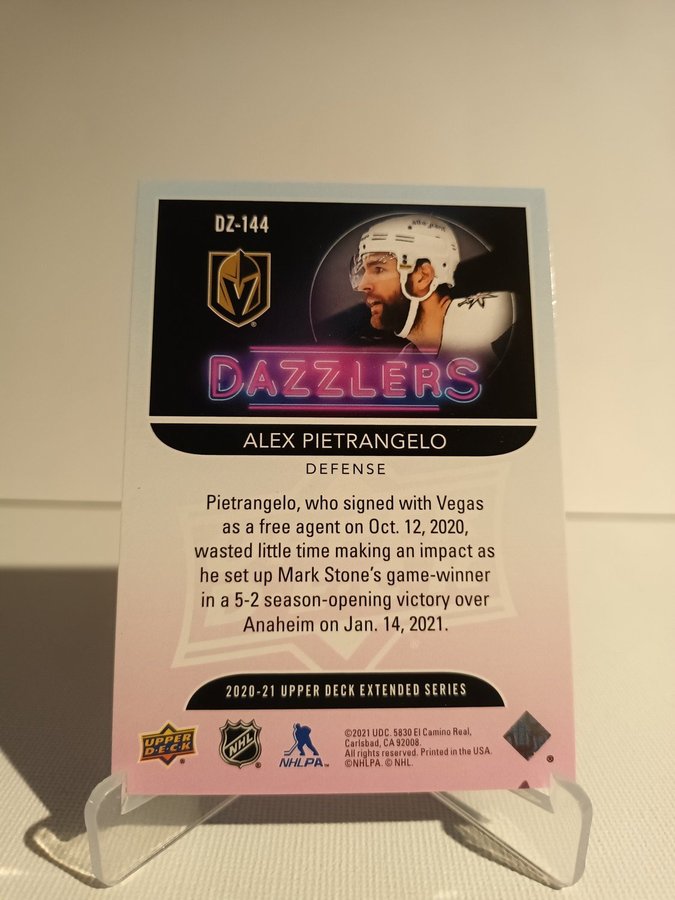 DZ-144
DAZZLERS
ALEX PIETRANGELO
DEFENSE
Pietrangelo, who signed with Vegas
as a free agent on Oct. 12, 2020,
wasted little time making an impact as
he set up Mark Stone's game-winner
in a 5-2 season-opening victory over
Anaheim on Jan. 14, 2021.
2020-21 UPPER DECK EXTENDED SERIES
UPPER
D·E·C·K
NHL
NHLPA™
©2021 UDC. 5830 El Camino Real,
Carlsbad, CA 92008.
All rights reserved. Printed in the USA.
©NHLPA. © NHL.